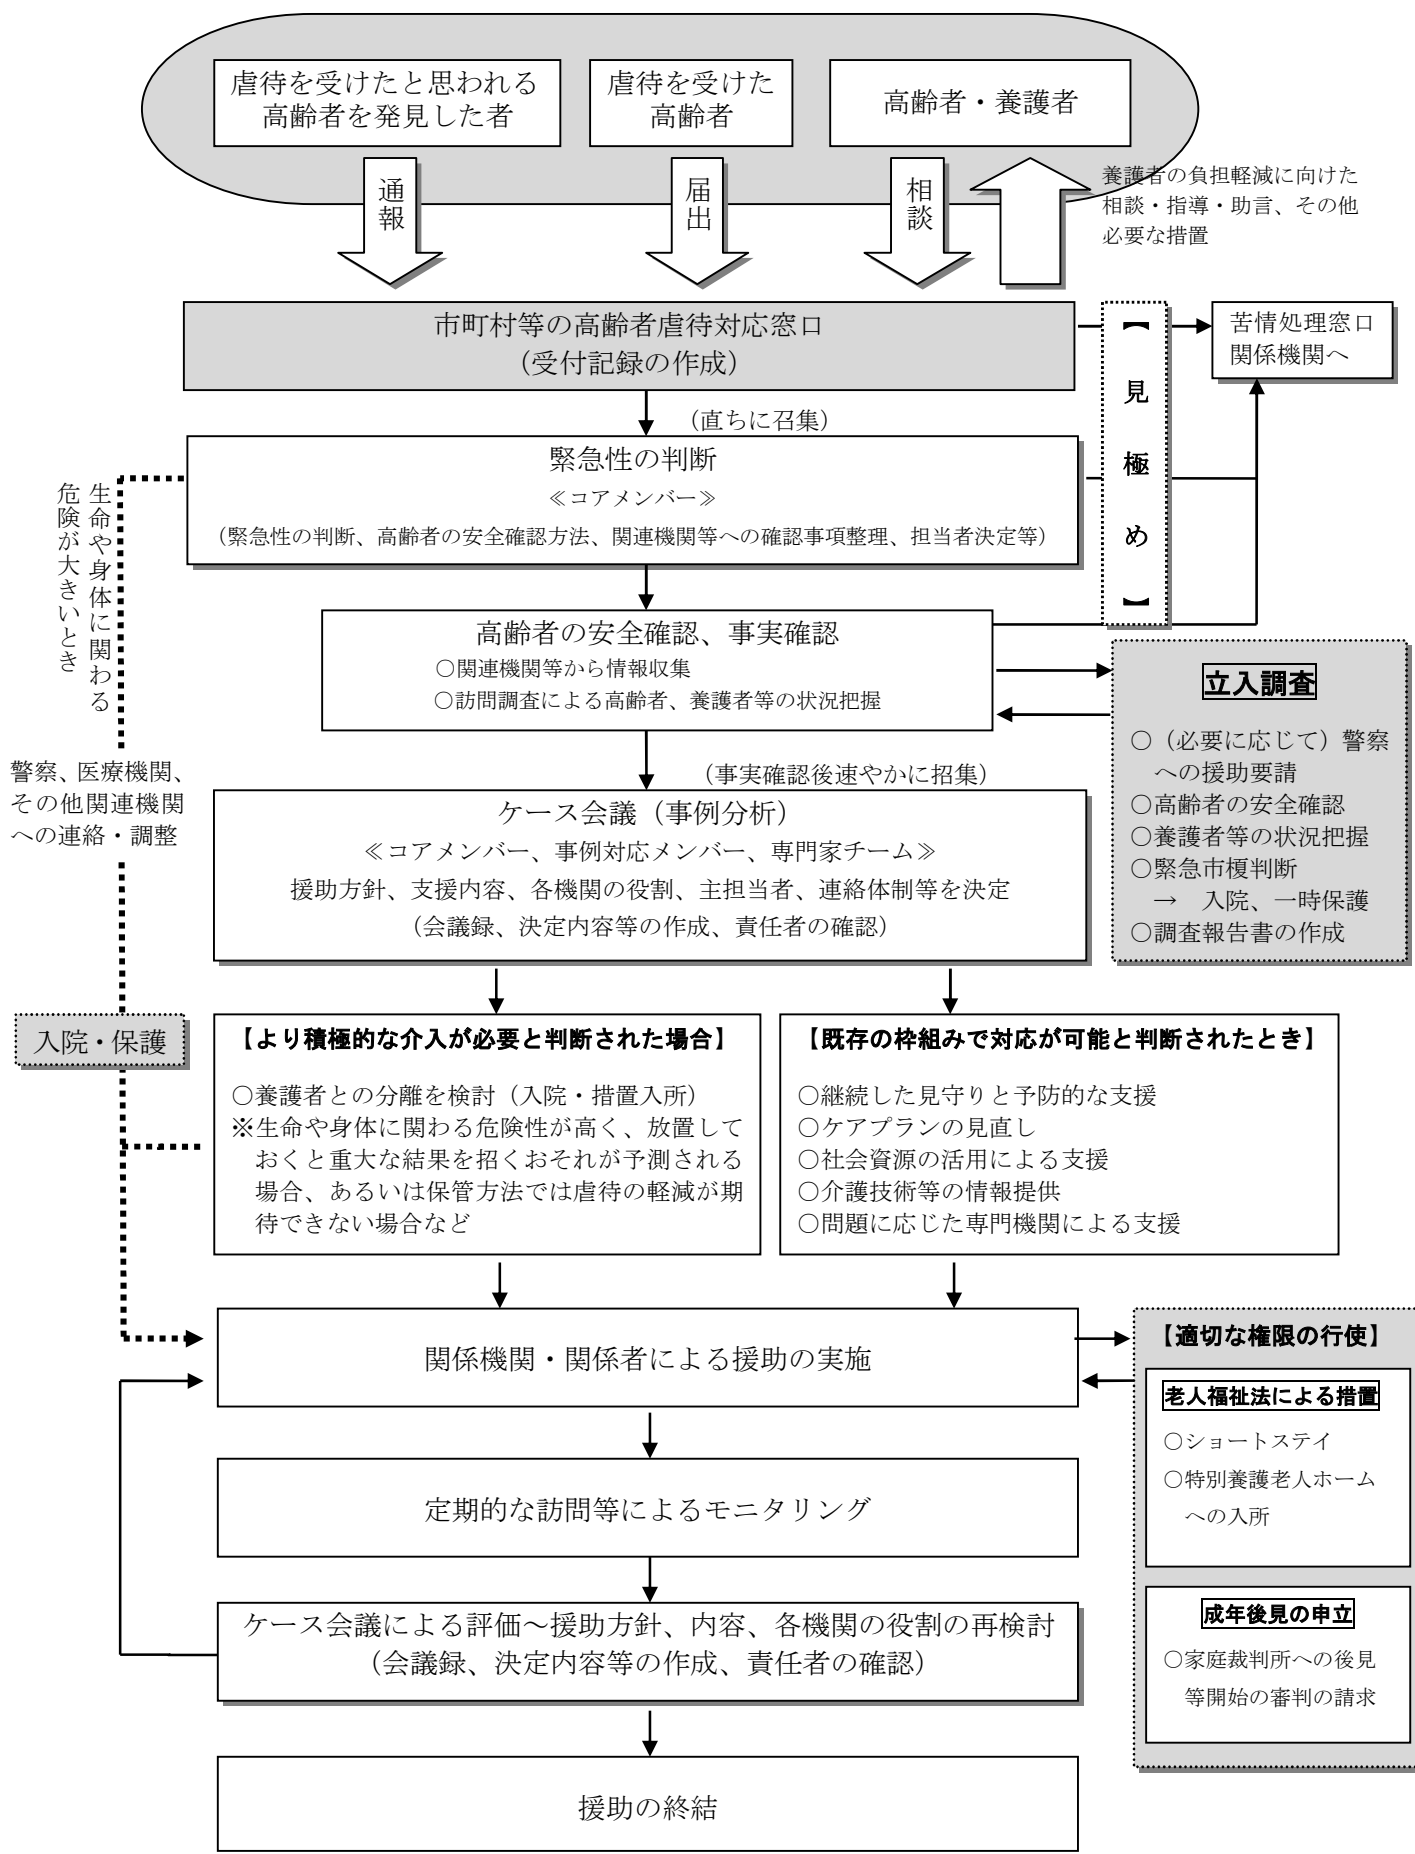 虐待を受けたと思われる
高齢者を発見した者
虐待を受けた
高齢者
高齢者・養護者
通報
届出
相談
養護者の負担軽減に向けた
相談・指導・助言、その他
必要な措置
市町村等の高齢者虐待対応窓口
（受付記録の作成）
【見極め】
苦情処理窓口
関係機関へ
（直ちに召集）
緊急性の判断
≪コアメンバー≫
（緊急性の判断、高齢者の安全確認方法、関連機関等への確認事項整理、担当者決定等）
生命や身体に関わる
危険が大きいとき
高齢者の安全確認、事実確認
○関連機関等から情報収集
○訪問調査による高齢者、養護者等の状況把握
立入調査
○（必要に応じて）警察
への援助要請
○高齢者の安全確認
○養護者等の状況把握
○緊急市榎判断
→　入院、一時保護
○調査報告書の作成
警察、医療機関、
その他関連機関
への連絡・調整
（事実確認後速やかに招集）
ケース会議（事例分析）
≪コアメンバー、事例対応メンバー、専門家チーム≫
援助方針、支援内容、各機関の役割、主担当者、連絡体制等を決定
（会議録、決定内容等の作成、責任者の確認）
入院・保護
【より積極的な介入が必要と判断された場合】
○養護者との分離を検討（入院・措置入所）
※生命や身体に関わる危険性が高く、放置して
おくと重大な結果を招くおそれが予測される
場合、あるいは保管方法では虐待の軽減が期
待できない場合など
【既存の枠組みで対応が可能と判断されたとき】
○継続した見守りと予防的な支援
○ケアプランの見直し
○社会資源の活用による支援
○介護技術等の情報提供
○問題に応じた専門機関による支援
関係機関・関係者による援助の実施
【適切な権限の行使】
老人福祉法による措置
○ショートステイ
○特別養護老人ホーム
への入所
成年後見の申立
○家庭裁判所への後見
等開始の審判の請求
定期的な訪問等によるモニタリング
ケース会議による評価～援助方針、内容、各機関の役割の再検討
（会議録、決定内容等の作成、責任者の確認）
援助の終結